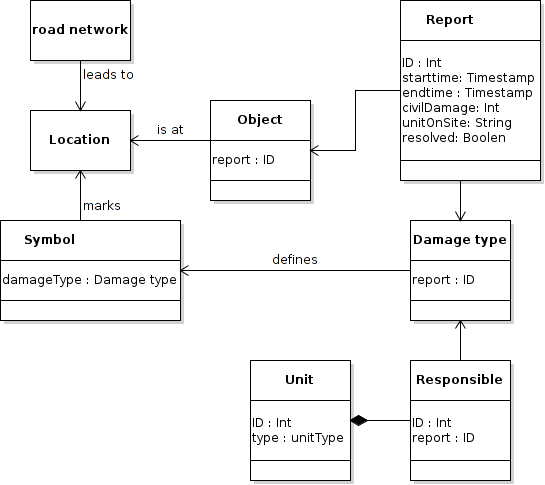 road network
leads to
Location
is at
Object
report : ID
Report
ID : Int
starttime: Timestamp
endtime : Timestamp
civilDamage: Int
unitOnSite: String
resolved: Boolen
marks
Symbol
damageType : Damage type
defines
Damage type
report : ID
Unit
ID : Int
type : unitType
Responsible
ID : Int
report : ID